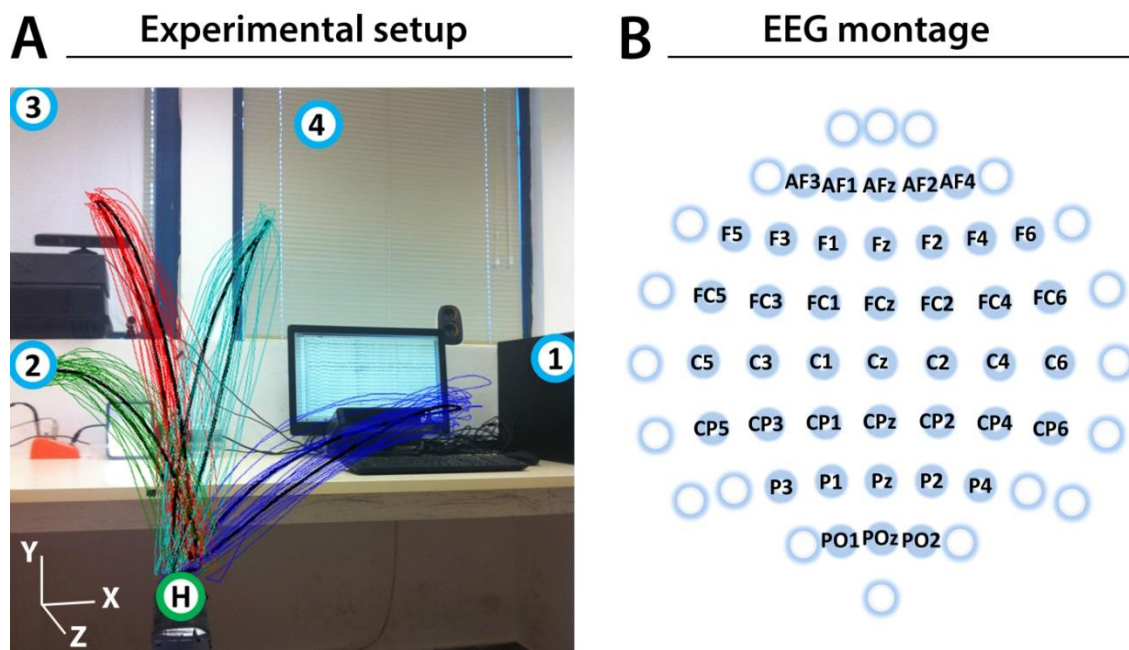 A Experimental setup
3
4
2
1
Y
X
Z
H
B EEG montage
AF3 AF1 AFz AF2 AF4
F5 F3 F1 Fz F2 F4 F6
FC5 FC3 FC1 FCz FC2 FC4 FC6
C5 C3 C1 Cz C2 C4 C6
CP5 CP3 CP1 CPz CP2 CP4 CP6
P3 P1 Pz P2 P4
PO1 POz PO2